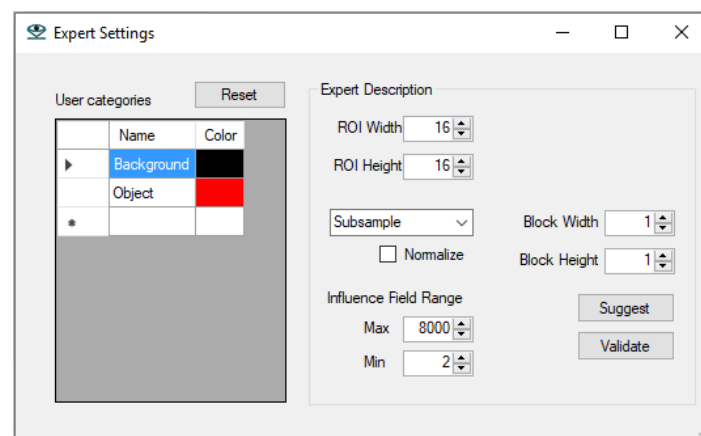 Expert Settings
User categories
Reset
Name Color
Background
Object
Expert Description
ROI Width 16
ROI Height 16
Subsample
Normalize
Block Width 1
Block Height 1
Influence Field Range
Max 8000
Min 2
Suggest
Validate